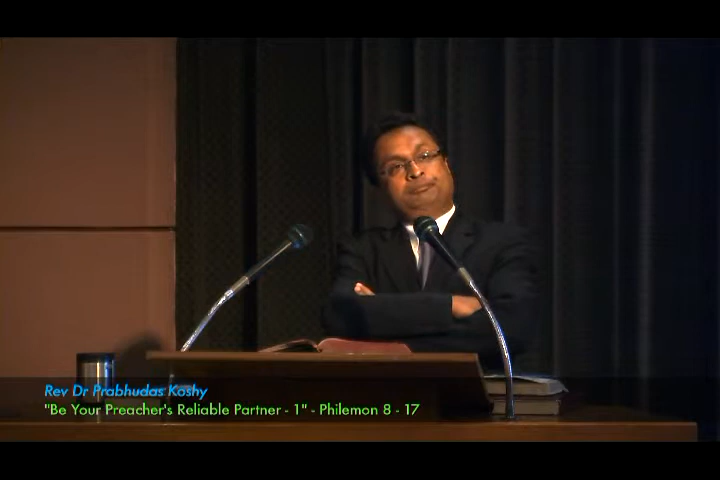 Rev Dr Prabhudas Koshy
"Be Your Preacher's Reliable Partner - 1" - Philemon 8 - 17